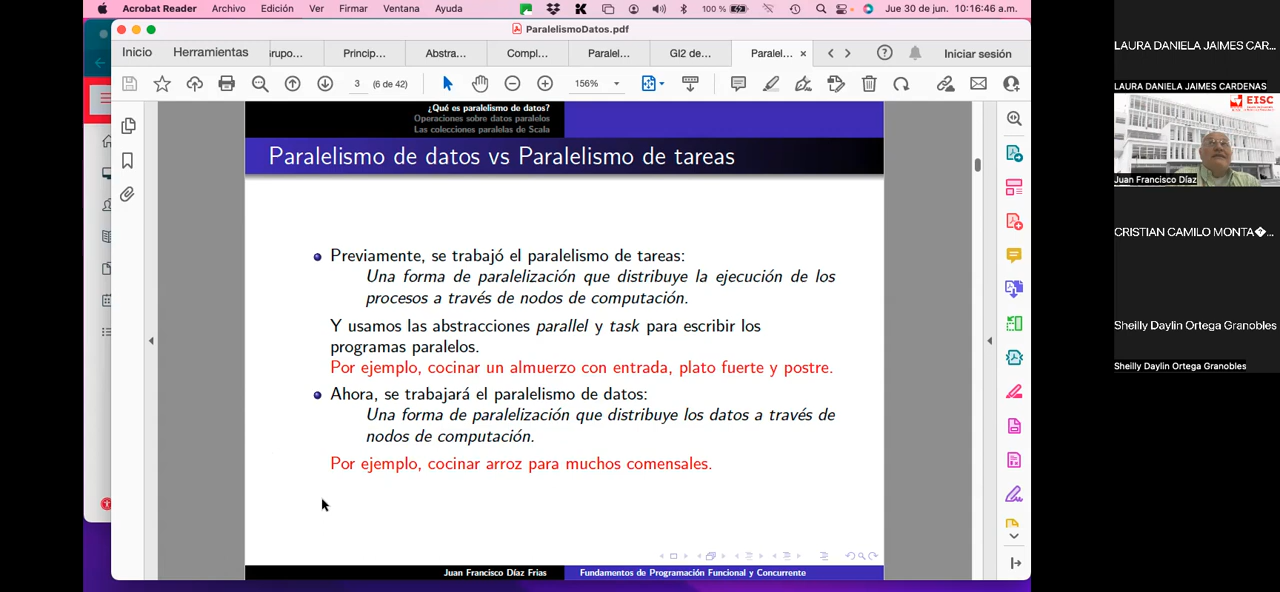 Acrobat Reader Archivo Edición Ver Firmar Ventana Ayuda 100 % Jue 30 de jun. 10:16:46 a.m.
ParalelismoDatos.pdf
Inicio Herramientas rupo... Princip... Abstra... Compl... Paralel... GI2 de... Paralel... × Iniciar sesión
3 (6 de 42) 156%
¿Qué es paralelismo de datos?
Operaciones sobre datos paralelos
Las colecciones paralelas de Scala
Paralelismo de datos vs Paralelismo de tareas
Previamente, se trabajó el paralelismo de tareas:
Una forma de paralelización que distribuye la ejecución de los
procesos a través de nodos de computación.
Y usamos las abstracciones parallel y task para escribir los
programas paralelos.
Por ejemplo, cocinar un almuerzo con entrada, plato fuerte y postre.
Ahora, se trabajará el paralelismo de datos:
Una forma de paralelización que distribuye los datos a través de
nodos de computación.
Por ejemplo, cocinar arroz para muchos comensales.
Juan Francisco Díaz Frias Fundamentos de Programación Funcional y Concurrente
LAURA DANIELA JAIMES CAR...
LAURA DANIELA JAIMES CARDENAS
EISC
Juan Francisco Díaz
CRISTIAN CAMILO MONTA�...
Sheilly Daylin Ortega Granobles
Sheilly Daylin Ortega Granobles